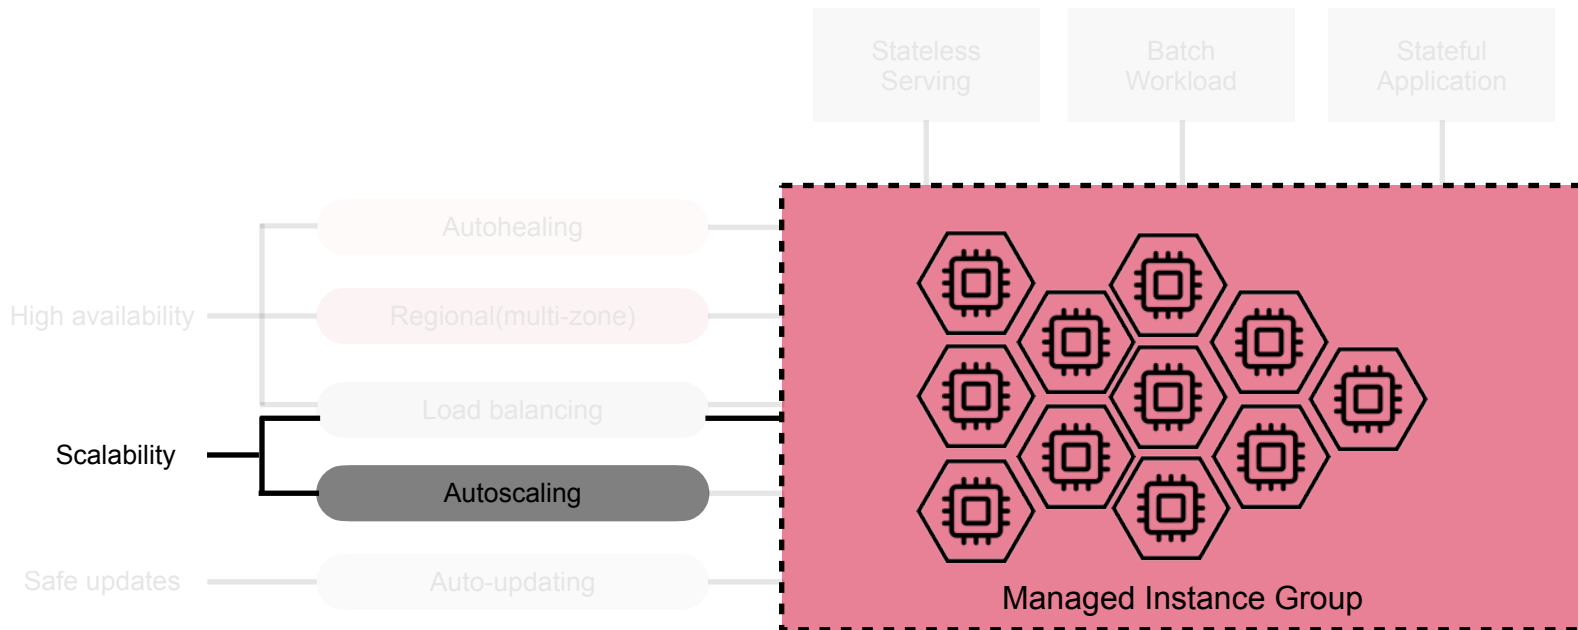 Stateless
Serving
Batch
Workload
Stateful
Application
Autohealing
High availability
Regional(multi-zone)
Load balancing
Scalability
Autoscaling
Safe updates
Auto-updating
Managed Instance Group